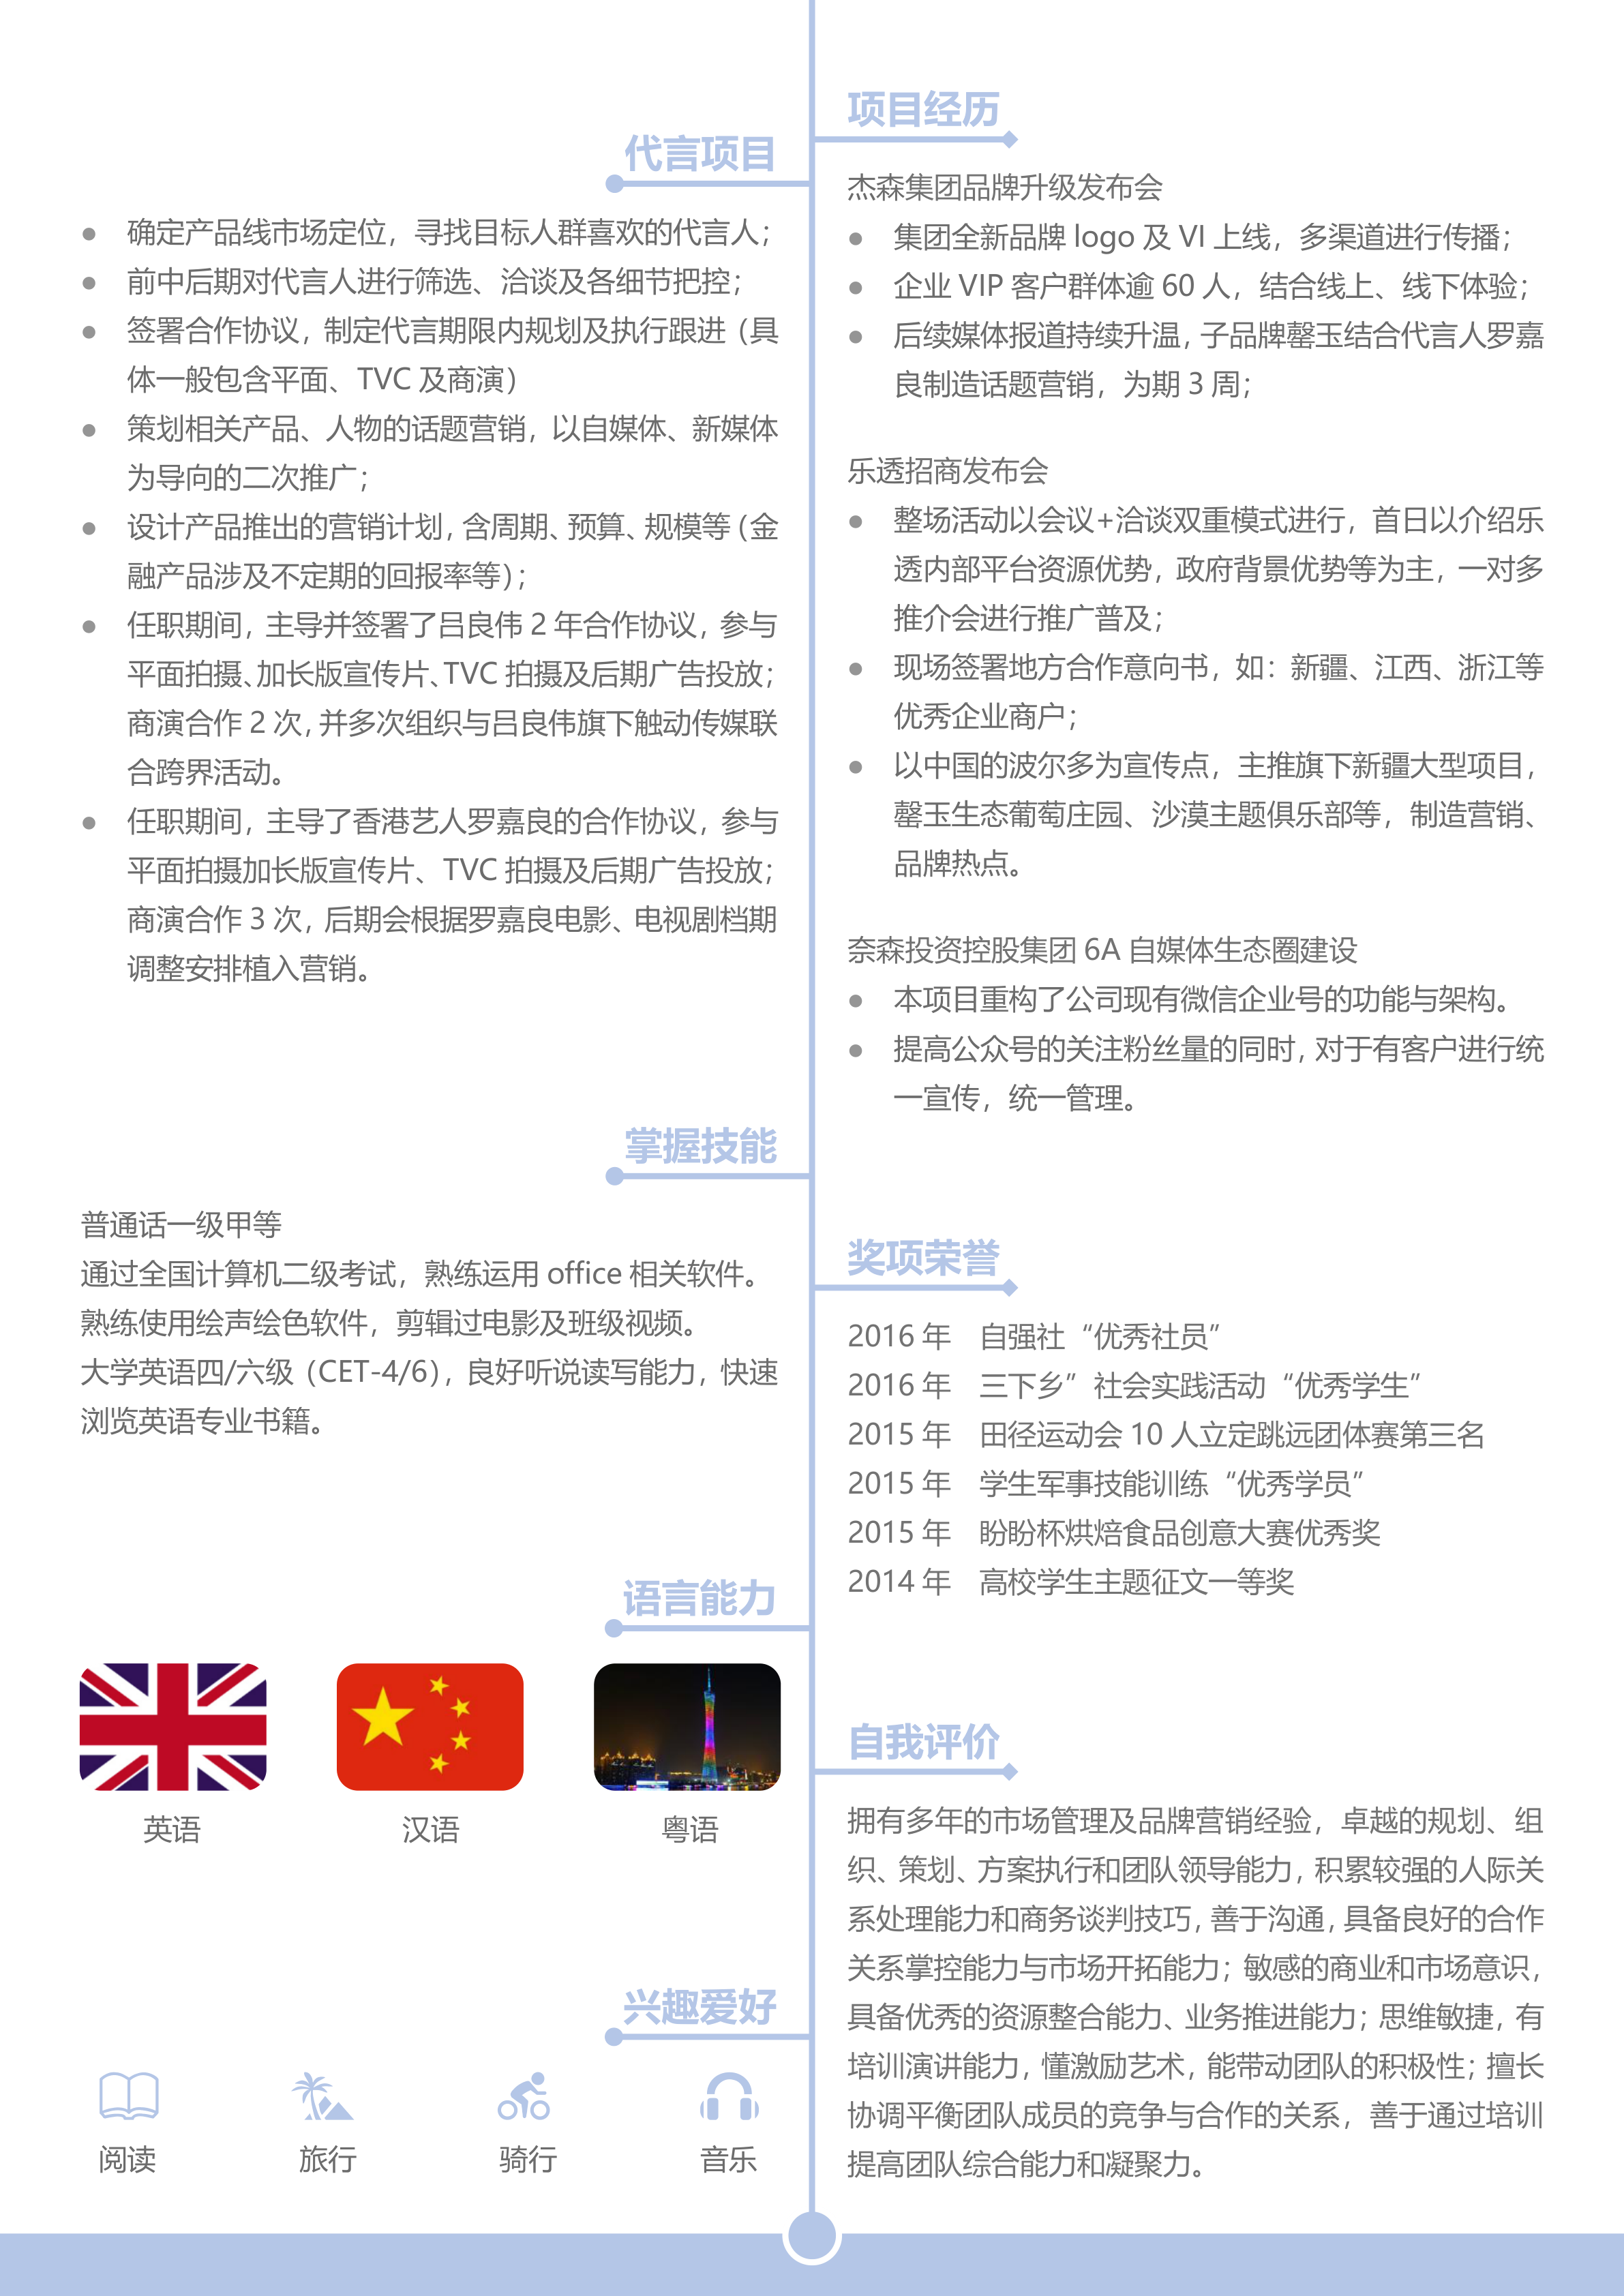 代言项目
● 确定产品线市场定位，寻找目标人群喜欢的代言人；
● 前中后期对代言人进行筛选、洽谈及各细节把控；
● 签署合作协议，制定代言期限内规划及执行跟进（具
体一般包含平面、TVC 及商演）
● 策划相关产品、人物的话题营销，以自媒体、新媒体
为导向的二次推广；
● 设计产品推出的营销计划，含周期、预算、规模等（金
融产品涉及不定期的回报率等）；
● 任职期间，主导并签署了吕良伟 2 年合作协议，参与
平面拍摄、加长版宣传片、TVC 拍摄及后期广告投放；
商演合作 2 次，并多次组织与吕良伟旗下触动传媒联
合跨界活动。
● 任职期间，主导了香港艺人罗嘉良的合作协议，参与
平面拍摄加长版宣传片、TVC 拍摄及后期广告投放；
商演合作 3 次，后期会根据罗嘉良电影、电视剧档期
调整安排植入营销。
掌握技能
普通话一级甲等
通过全国计算机二级考试，熟练运用 office 相关软件。
熟练使用绘声绘色软件，剪辑过电影及班级视频。
大学英语四/六级（CET-4/6），良好听说读写能力，快速
浏览英语专业书籍。
语言能力
英语 汉语 粤语
兴趣爱好
阅读 旅行 骑行 音乐
项目经历
杰森集团品牌升级发布会
● 集团全新品牌 logo 及 VI 上线，多渠道进行传播；
● 企业 VIP 客户群体逾 60 人，结合线上、线下体验；
● 后续媒体报道持续升温，子品牌罄玉结合代言人罗嘉
良制造话题营销，为期 3 周；
乐透招商发布会
● 整场活动以会议+洽谈双重模式进行，首日以介绍乐
透内部平台资源优势，政府背景优势等为主，一对多
推介会进行推广普及；
● 现场签署地方合作意向书，如：新疆、江西、浙江等
优秀企业商户；
● 以中国的波尔多为宣传点，主推旗下新疆大型项目，
罄玉生态葡萄庄园、沙漠主题俱乐部等，制造营销、
品牌热点。
奈森投资控股集团 6A 自媒体生态圈建设
● 本项目重构了公司现有微信企业号的功能与架构。
● 提高公众号的关注粉丝量的同时，对于有客户进行统
一宣传，统一管理。
奖项荣誉
2016 年 自强社“优秀社员”
2016 年 三下乡”社会实践活动“优秀学生”
2015 年 田径运动会 10 人立定跳远团体赛第三名
2015 年 学生军事技能训练“优秀学员”
2015 年 盼盼杯烘焙食品创意大赛优秀奖
2014 年 高校学生主题征文一等奖
自我评价
拥有多年的市场管理及品牌营销经验，卓越的规划、组
织、策划、方案执行和团队领导能力，积累较强的人际关
系处理能力和商务谈判技巧，善于沟通，具备良好的合作
关系掌控能力与市场开拓能力；敏感的商业和市场意识，
具备优秀的资源整合能力、业务推进能力；思维敏捷，有
培训演讲能力，懂激励艺术，能带动团队的积极性；擅长
协调平衡团队成员的竞争与合作的关系，善于通过培训
提高团队综合能力和凝聚力。